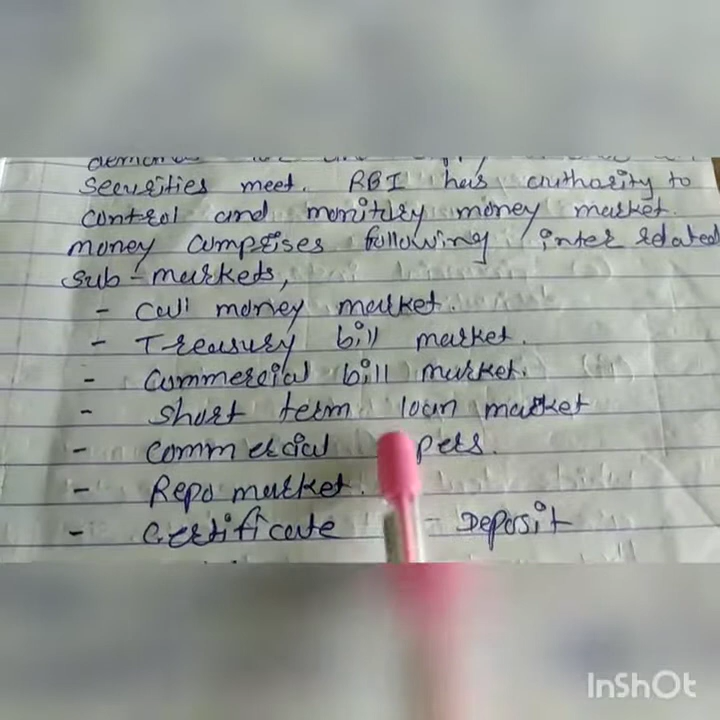 securities meet. RBI has authority to
control and monitury money market.
money comprises following inter related
sub-markets,
- call money market.
- Treasury bill market.
- Commercial bill market.
- short term loan market
- Commercial pers.
- Repo market.
- Certificate - Deposit
InShOt